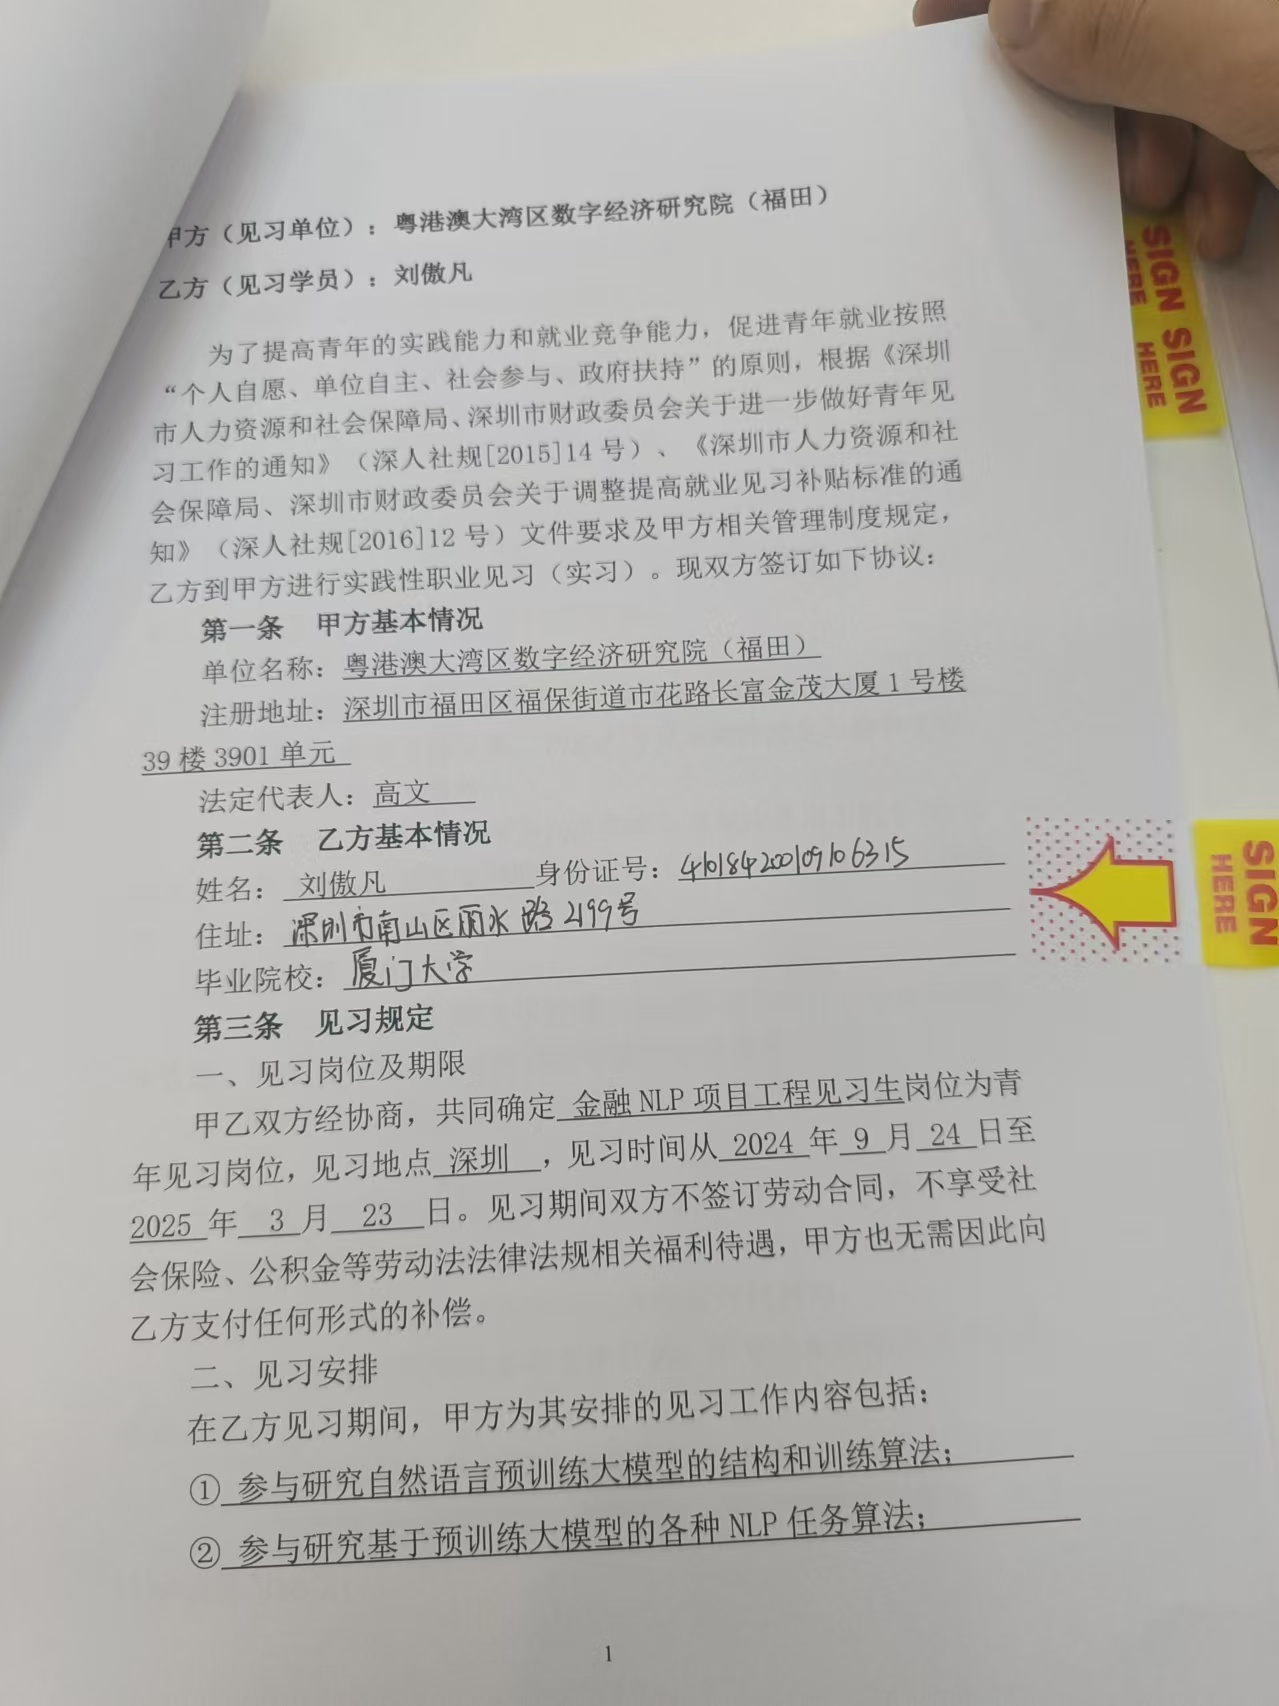 甲方（见习单位）：粤港澳大湾区数字经济研究院（福田）
乙方（见习学员）：刘傲凡
为了提高青年的实践能力和就业竞争能力，促进青年就业按照
“个人自愿、单位自主、社会参与、政府扶持”的原则，根据《深圳
市人力资源和社会保障局、深圳市财政委员会关于进一步做好青年见
习工作的通知》（深人社规[2015]14 号）、《深圳市人力资源和社
会保障局、深圳市财政委员会关于调整提高就业见习补贴标准的通
知》（深人社规[2016]12 号）文件要求及甲方相关管理制度规定，
乙方到甲方进行实践性职业见习（实习）。现双方签订如下协议：
第一条 甲方基本情况
单位名称：粤港澳大湾区数字经济研究院（福田）
注册地址：深圳市福田区福保街道市花路长富金茂大厦 1 号楼
39 楼 3901 单元
法定代表人：高文
第二条 乙方基本情况
姓名：刘傲凡 身份证号：410184200109106315
住址：深圳市南山区丽水路2199号
毕业院校：厦门大学
第三条 见习规定
一、见习岗位及期限
甲乙双方经协商，共同确定 金融 NLP 项目工程见习生岗位为青
年见习岗位，见习地点 深圳 ，见习时间从 2024 年 9 月 24 日至
2025 年 3 月 23 日。见习期间双方不签订劳动合同，不享受社
会保险、公积金等劳动法法律法规相关福利待遇，甲方也无需因此向
乙方支付任何形式的补偿。
二、见习安排
在乙方见习期间，甲方为其安排的见习工作内容包括：
① 参与研究自然语言预训练大模型的结构和训练算法；
② 参与研究基于预训练大模型的各种 NLP 任务算法；
1
SIGN HERE
SIGN HERE
SIGN HERE